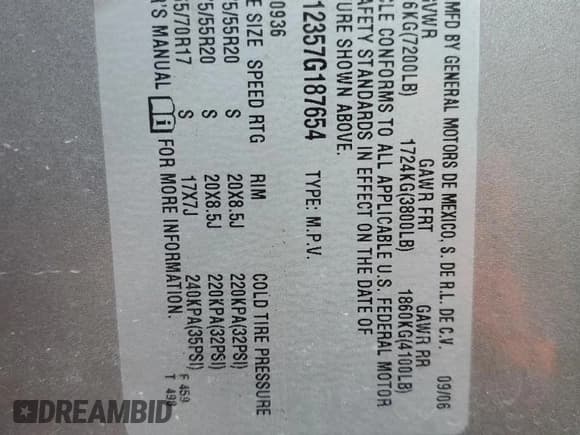 MFD BY GENERAL MOTORS DE MEXICO, S. DE R.L. DE C.V. 09/06
GVWR GAWR FRT GAWR RR
6KG(7200LB) 1724KG(3800LB) 1860KG(4100LB)
CLE CONFORMS TO ALL APPLICABLE U.S. FEDERAL MOTOR
AFETY STANDARDS IN EFFECT ON THE DATE OF
URE SHOWN ABOVE.
12357G187654 TYPE: M.P.V.
0936
E SIZE SPEED RTG RIM COLD TIRE PRESSURE
5/55R20 S 20X8.5J 220KPA(32PSI)
5/55R20 S 20X8.5J 220KPA(32PSI)
5/70R17 S 17X7J 240KPA(35PSI)
R'S MANUAL FOR MORE INFORMATION.
F 459
T 498
DREAMBID